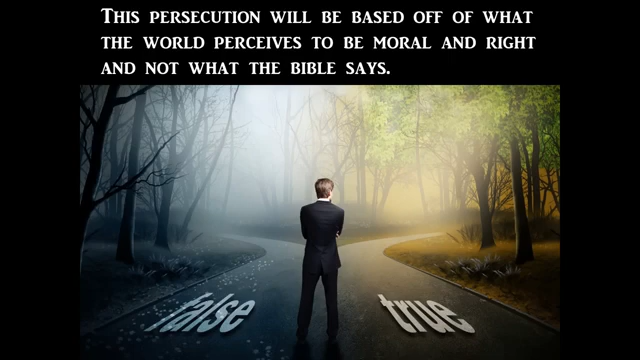 This persecution will be based off of what
the world perceives to be moral and right
and not what the bible says.
false true